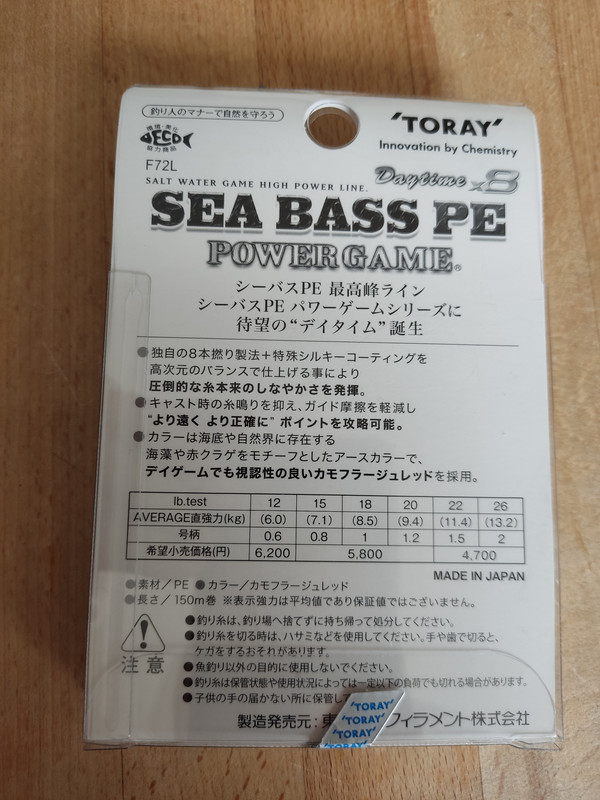 釣り人のマナーで自然を守ろう
環境・美化
ECO
協力商品
F72L
TORAY
Innovation by Chemistry
SALT WATER GAME HIGH POWER LINE.
Daytime x8
SEA BASS PE
POWER GAME®
シーバスPE 最高峰ライン
シーバスPE パワーゲームシリーズに
待望の“デイタイム”誕生
●独自の8本撚り製法+特殊シルキーコーティングを
高次元のバランスで仕上げる事により
圧倒的な糸本来のしなやかさを発揮。
●キャスト時の糸鳴りを抑え、ガイド摩擦を軽減し
“より遠く より正確に”ポイントを攻略可能。
●カラーは海底や自然界に存在する
海藻や赤クラゲをモチーフとしたアースカラーで、
デイゲームでも視認性の良いカモフラージュレッドを採用。
lb.test 12 15 18 20 22 26
AVERAGE直強力(kg) (6.0) (7.1) (8.5) (9.4) (11.4) (13.2)
号柄 0.6 0.8 1 1.2 1.5 2
希望小売価格(円) 6,200 5,800 4,700
MADE IN JAPAN
●素材/PE ●カラー/カモフラージュレッド
●長さ/150m巻 ※表示強力は平均値であり保証値ではございません。
注意
●釣り糸は、釣り場へ捨てずに持ち帰って処分してください。
●釣り糸を切る時は、ハサミなどを使用してください。手や歯で切ると、
ケガをするおそれがあります。
●魚釣り以外の目的に使用しないでください。
●釣り糸は保管状態や使用状況によっては一定以下の負荷でも切れる場合があります。
●子供の手の届かない所に保管して
製造発売元:東
フィラメント株式会社
TORAY
TORAY
TORAY
TORAY